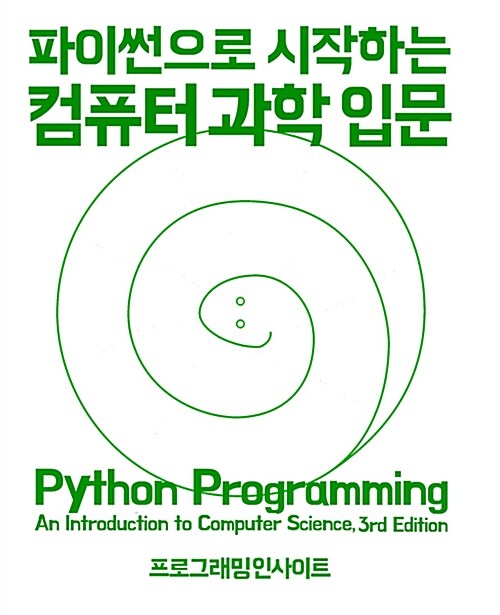 파이썬으로 시작하는
컴퓨터 과학 입문
Python Programming
An Introduction to Computer Science, 3rd Edition
프로그래밍인사이트